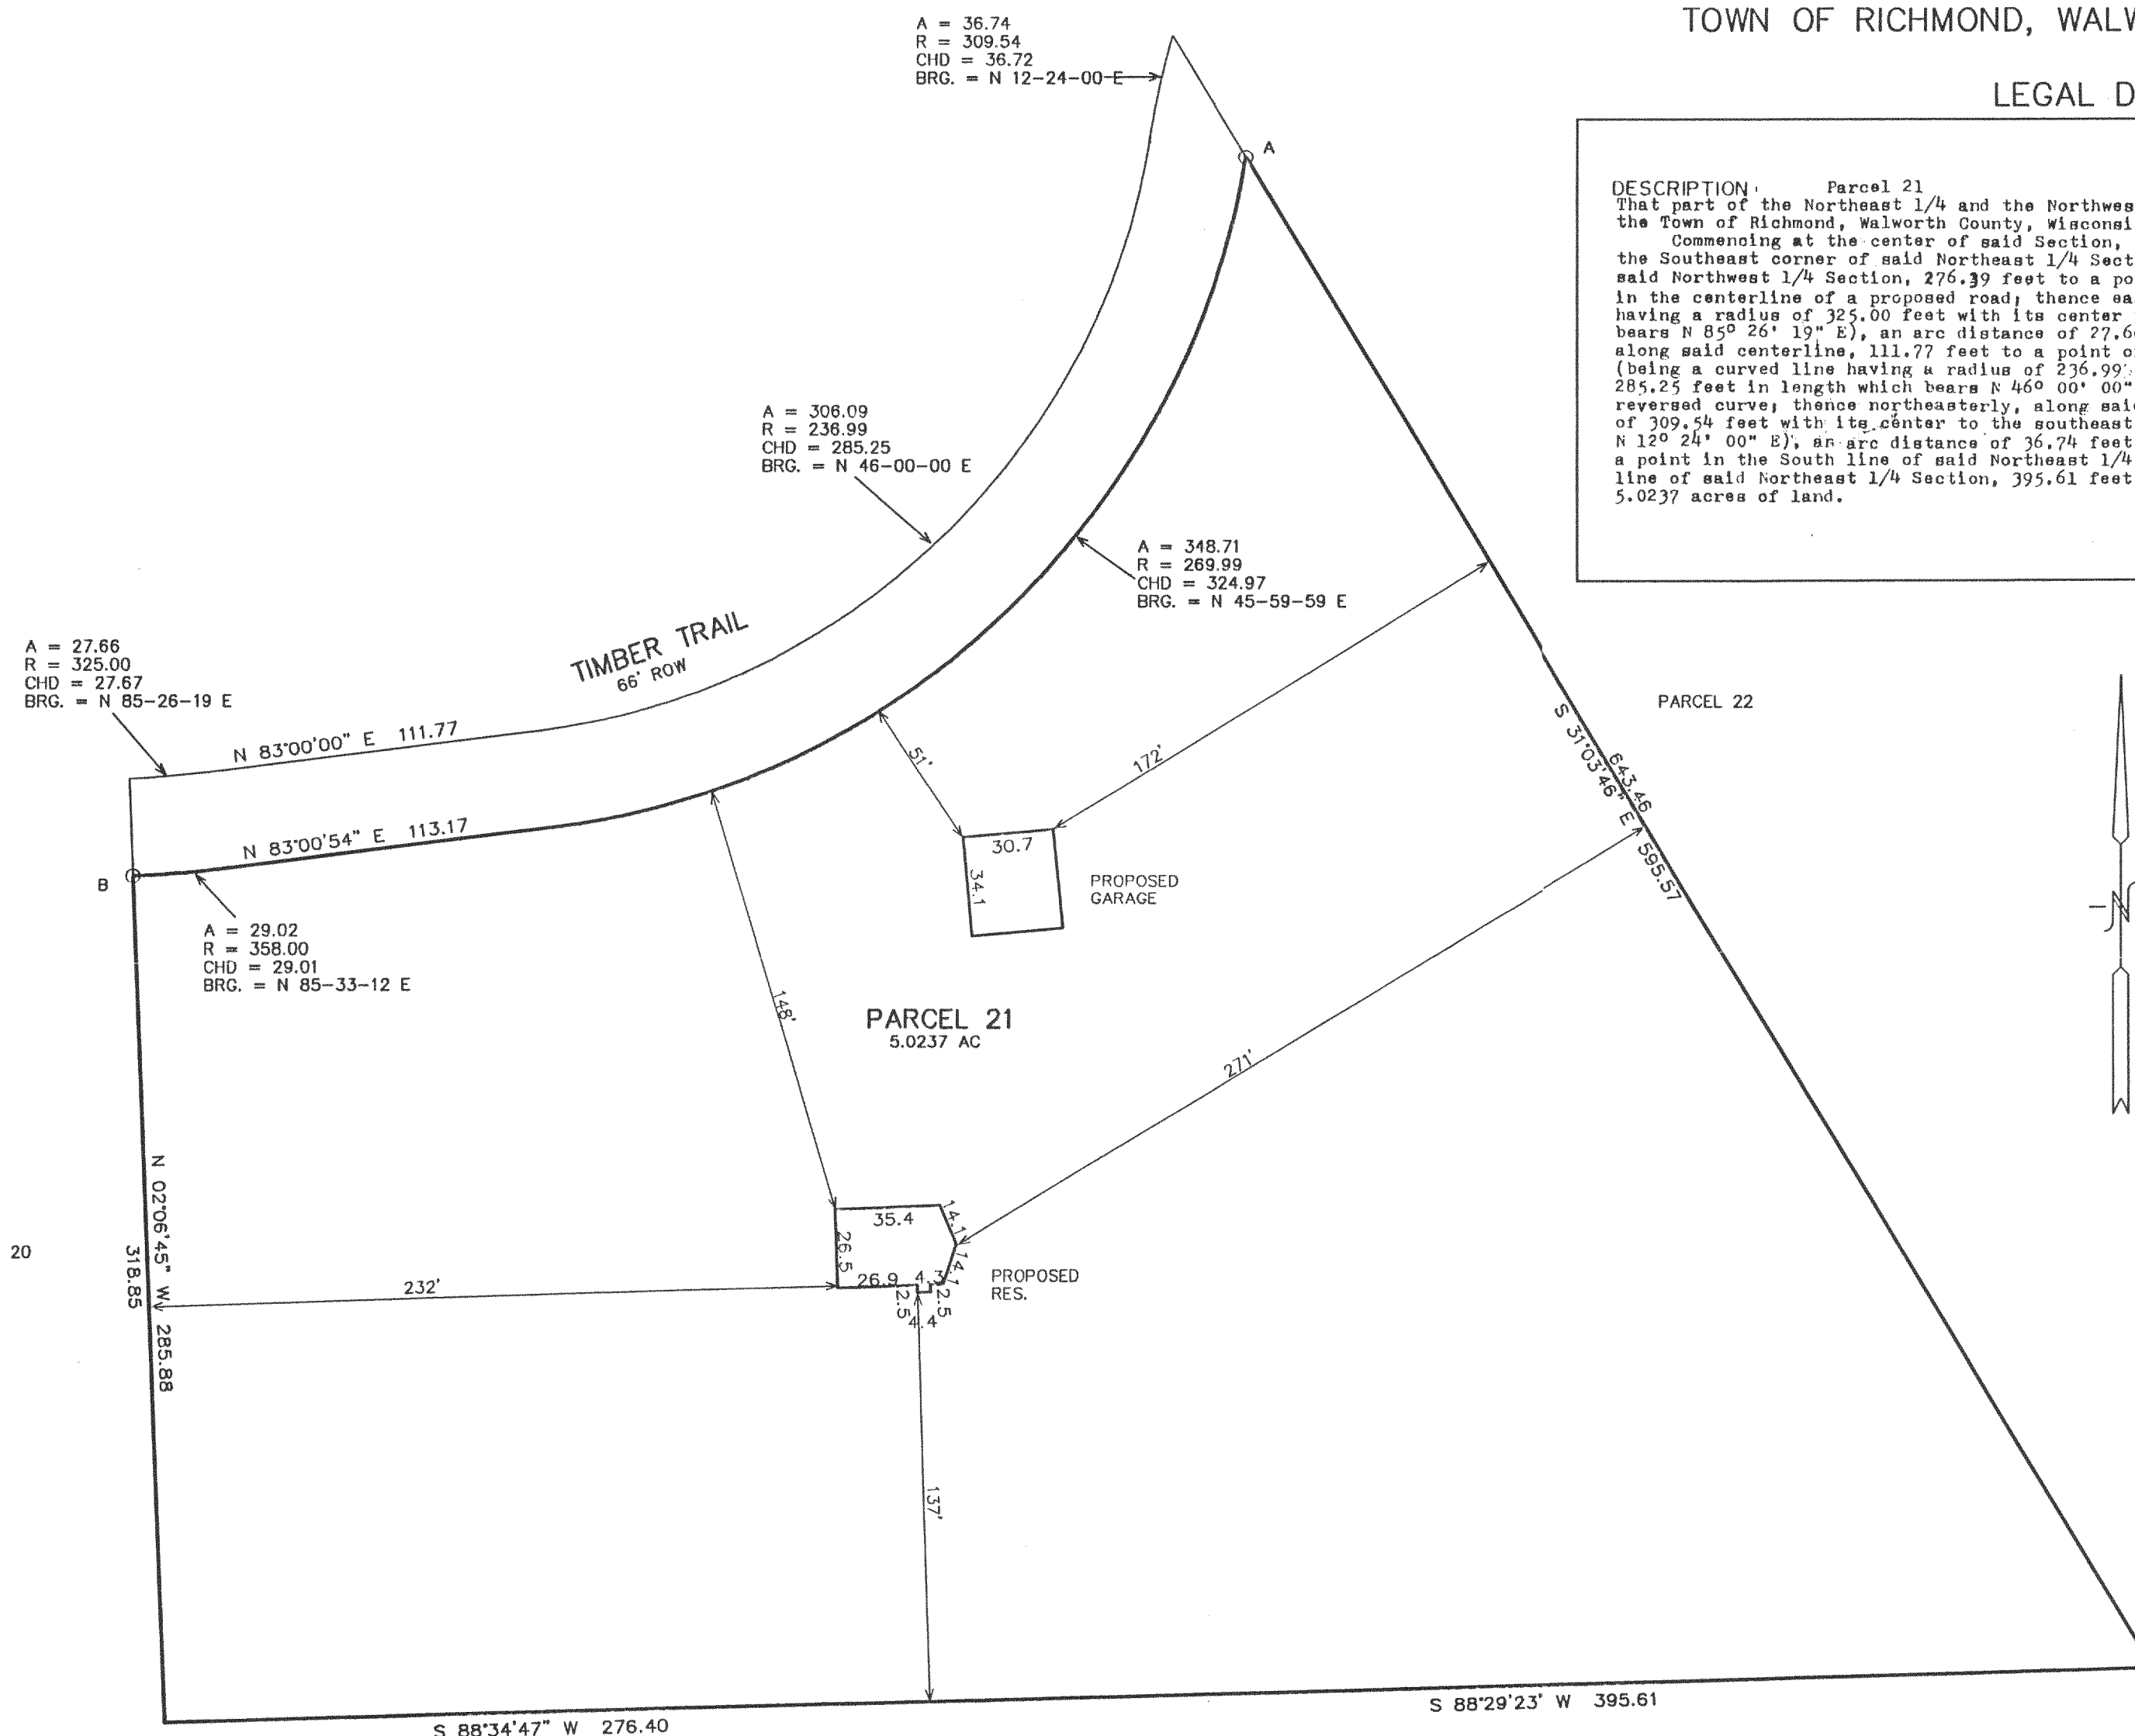 TOWN OF RICHMOND, WALW
LEGAL D
DESCRIPTION: Parcel 21
That part of the Northeast 1/4 and the Northwes
the Town of Richmond, Walworth County, Wisconsi
Commencing at the center of said Section,
the Southeast corner of said Northeast 1/4 Sect
said Northwest 1/4 Section, 276.39 feet to a po
in the centerline of a proposed road; thence ea
having a radius of 325.00 feet with its center
bears N 85° 26' 19" E), an arc distance of 27.6
along said centerline, 111.77 feet to a point o
(being a curved line having a radius of 236.99
285.25 feet in length which bears N 46° 00' 00"
reversed curve; thence northeasterly, along sai
of 309.54 feet with its center to the southeast
N 12° 24' 00" E), an arc distance of 36.74 feet
a point in the South line of said Northeast 1/4
line of said Northeast 1/4 Section, 395.61 feet
5.0237 acres of land.
A = 36.74
R = 309.54
CHD = 36.72
BRG. = N 12-24-00 E
A
A = 306.09
R = 236.99
CHD = 285.25
BRG. = N 46-00-00 E
A = 348.71
R = 269.99
CHD = 324.97
BRG. = N 45-59-59 E
TIMBER TRAIL
66' ROW
A = 27.66
R = 325.00
CHD = 27.67
BRG. = N 85-26-19 E
N 83°00'00" E 111.77
N 83°00'54" E 113.17
B
A = 29.02
R = 358.00
CHD = 29.01
BRG. = N 85-33-12 E
51'
172'
PARCEL 22
S 31°03'46" E 595.57
643.46
30.7
34.1
PROPOSED
GARAGE
148'
PARCEL 21
5.0237 AC
271'
N
N 02°06'45" W 285.88
318.85
20
232'
35.4
14.1
14.1
26.5
26.9
4.3
2.5
2.5
4.4
PROPOSED
RES.
137'
S 88°34'47" W 276.40
S 88°29'23' W 395.61